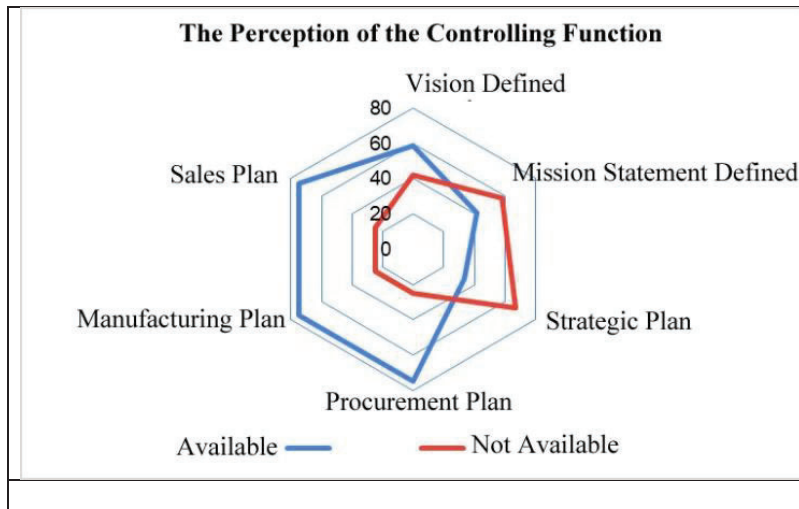 The Perception of the Controlling Function
Vision Defined
80
60
Sales Plan
Mission Statement Defined
40
20
0
Manufacturing Plan
Strategic Plan
Procurement Plan
Available
Not Available